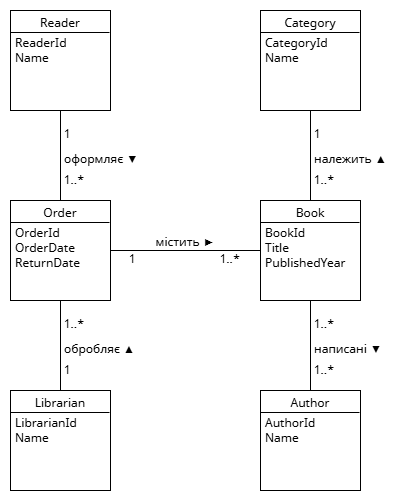 Reader
ReaderId
Name
Category
CategoryId
Name
1
оформляє ▼
1..*
1
належить ▲
1..*
Order
OrderId
OrderDate
ReturnDate
містить ►
1
1..*
Book
BookId
Title
PublishedYear
1..*
обробляє ▲
1
1..*
написані ▼
1..*
Librarian
LibrarianId
Name
Author
AuthorId
Name